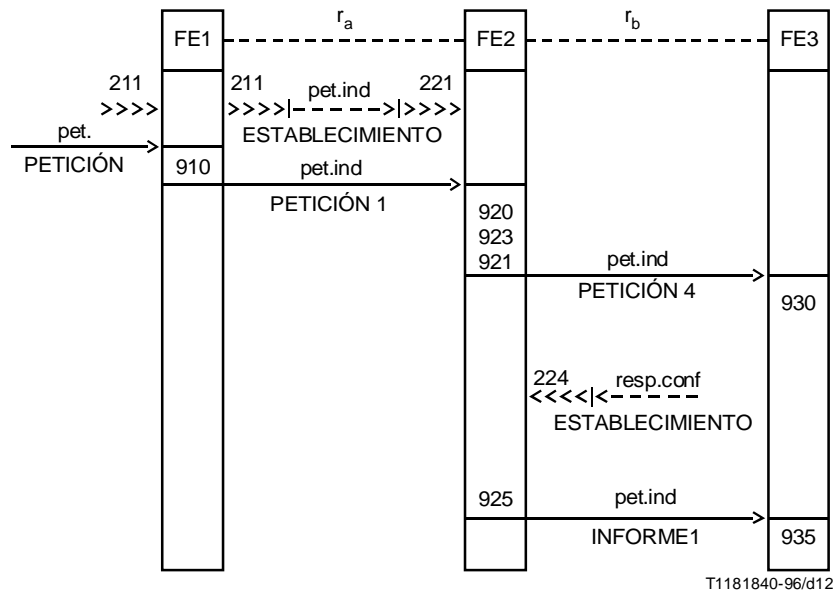 r_a r_b
FE1 FE2 FE3
211 211 pet.ind 221
>>>> >>>> >>>>
ESTABLECIMIENTO
pet.
PETICIÓN 910 pet.ind
PETICIÓN 1
920
923
921 pet.ind
PETICIÓN 4
930
224 resp.conf
<<<<
ESTABLECIMIENTO
925 pet.ind
INFORME1 935
T1181840-96/d12